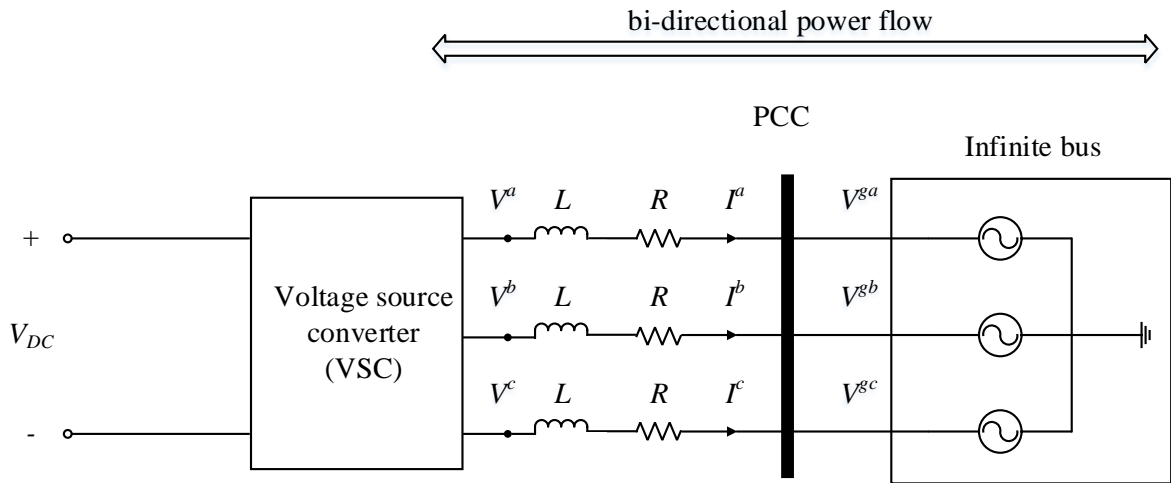 bi-directional power flow
PCC
Infinite bus
V^a L R I^a V^ga
+
Voltage source
converter
(VSC)
V^b L R I^b V^gb
V_DC
V^c L R I^c V^gc
-